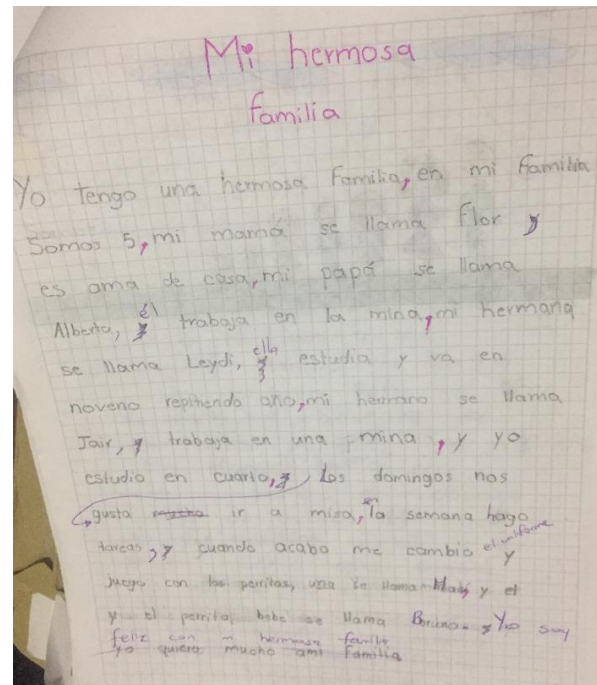 Mi hermosa
familia
Yo Tengo una hermosa Familia, en mi familia
Somos 5, mi mamá se llama Flor y
es ama de casa, mi papá se llama
Alberto, él trabaja en la mina, mi hermana
se llama Leydi, ella estudia y va en
noveno repitiendo año, mi hermano se llama
Jair, y trabaja en una mina, y yo
estudio en cuarto, Los domingos nos
gusta ir a misa, en la semana hago
tareas, y cuando acabo me cambio el uniforme y
juego con las perritas, una se llama y el
y el perrito bebe se llama Yo soy
feliz con mi hermosa familia
yo quiero mucho ami Familia